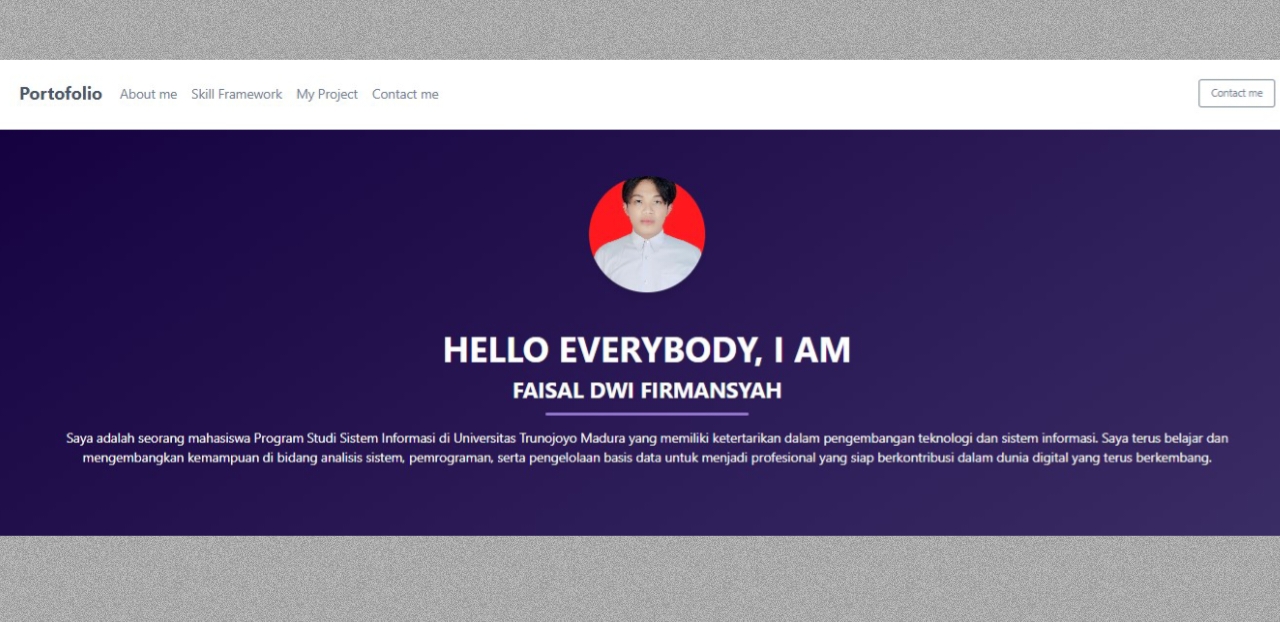 Portofolio About me Skill Framework My Project Contact me Contact me
HELLO EVERYBODY, I AM
FAISAL DWI FIRMANSYAH
Saya adalah seorang mahasiswa Program Studi Sistem Informasi di Universitas Trunojoyo Madura yang memiliki ketertarikan dalam pengembangan teknologi dan sistem informasi. Saya terus belajar dan
mengembangkan kemampuan di bidang analisis sistem, pemrograman, serta pengelolaan basis data untuk menjadi profesional yang siap berkontribusi dalam dunia digital yang terus berkembang.